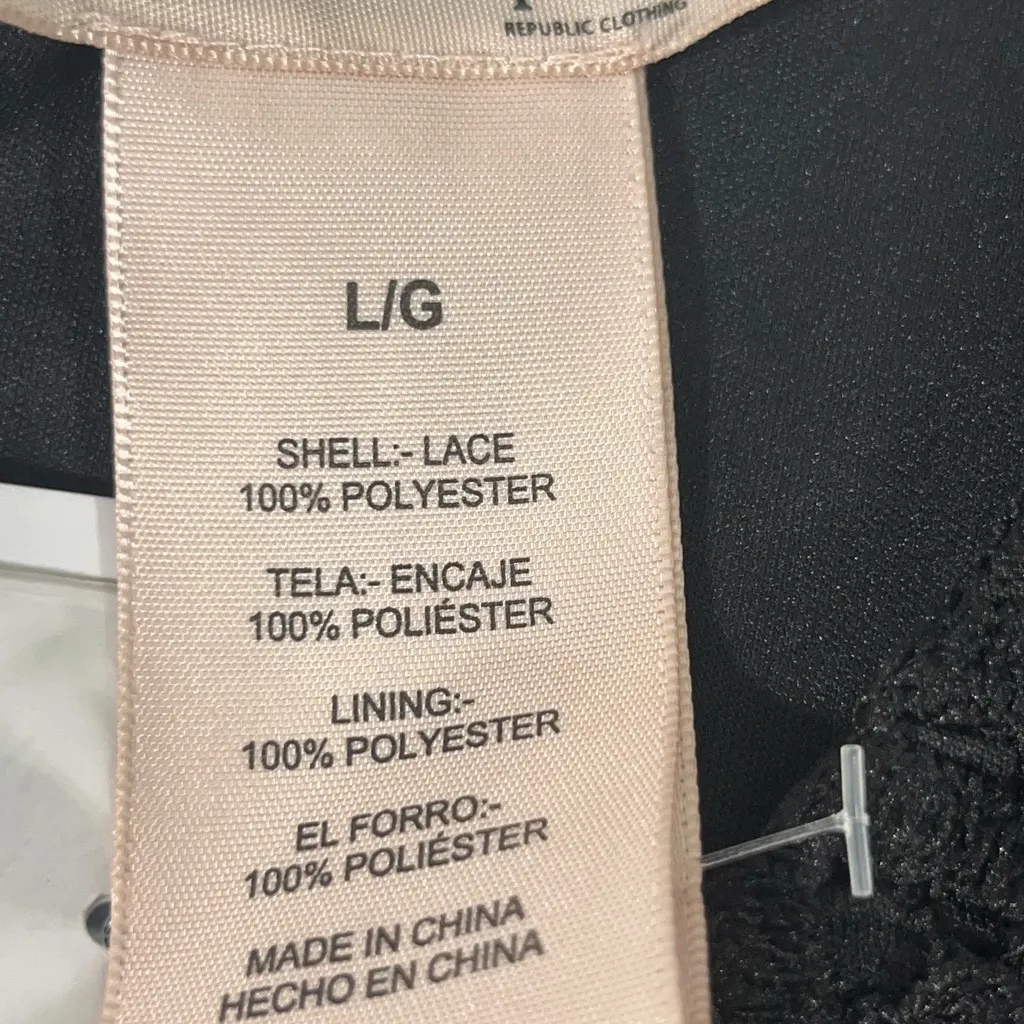 REPUBLIC CLOTHING
L/G
SHELL:- LACE
100% POLYESTER
TELA:- ENCAJE
100% POLIÉSTER
LINING:-
100% POLYESTER
EL FORRO:-
100% POLIÉSTER
MADE IN CHINA
HECHO EN CHINA